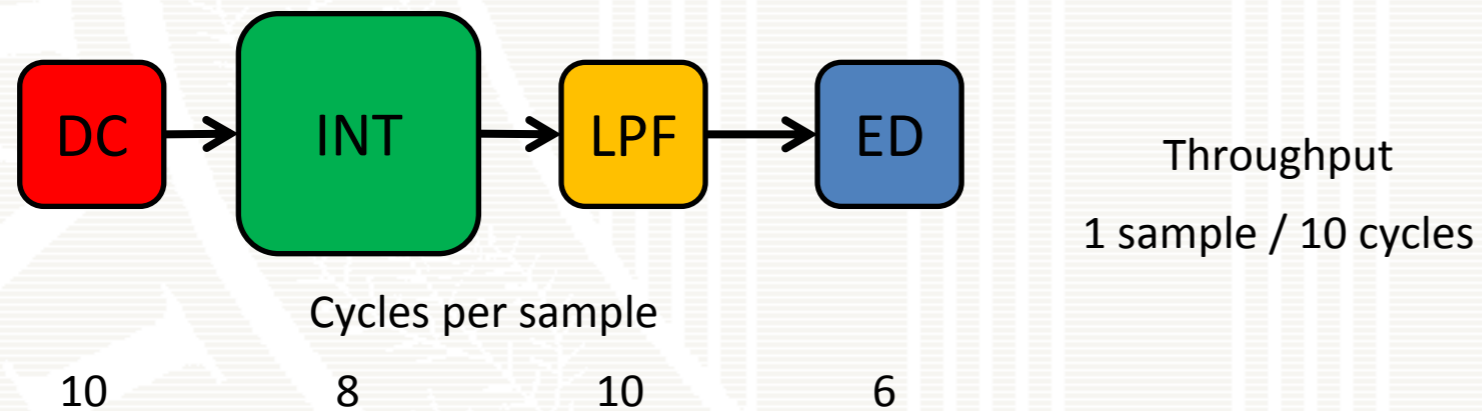 DC INT LPF ED
Throughput
1 sample / 10 cycles
Cycles per sample
10 8 10 6